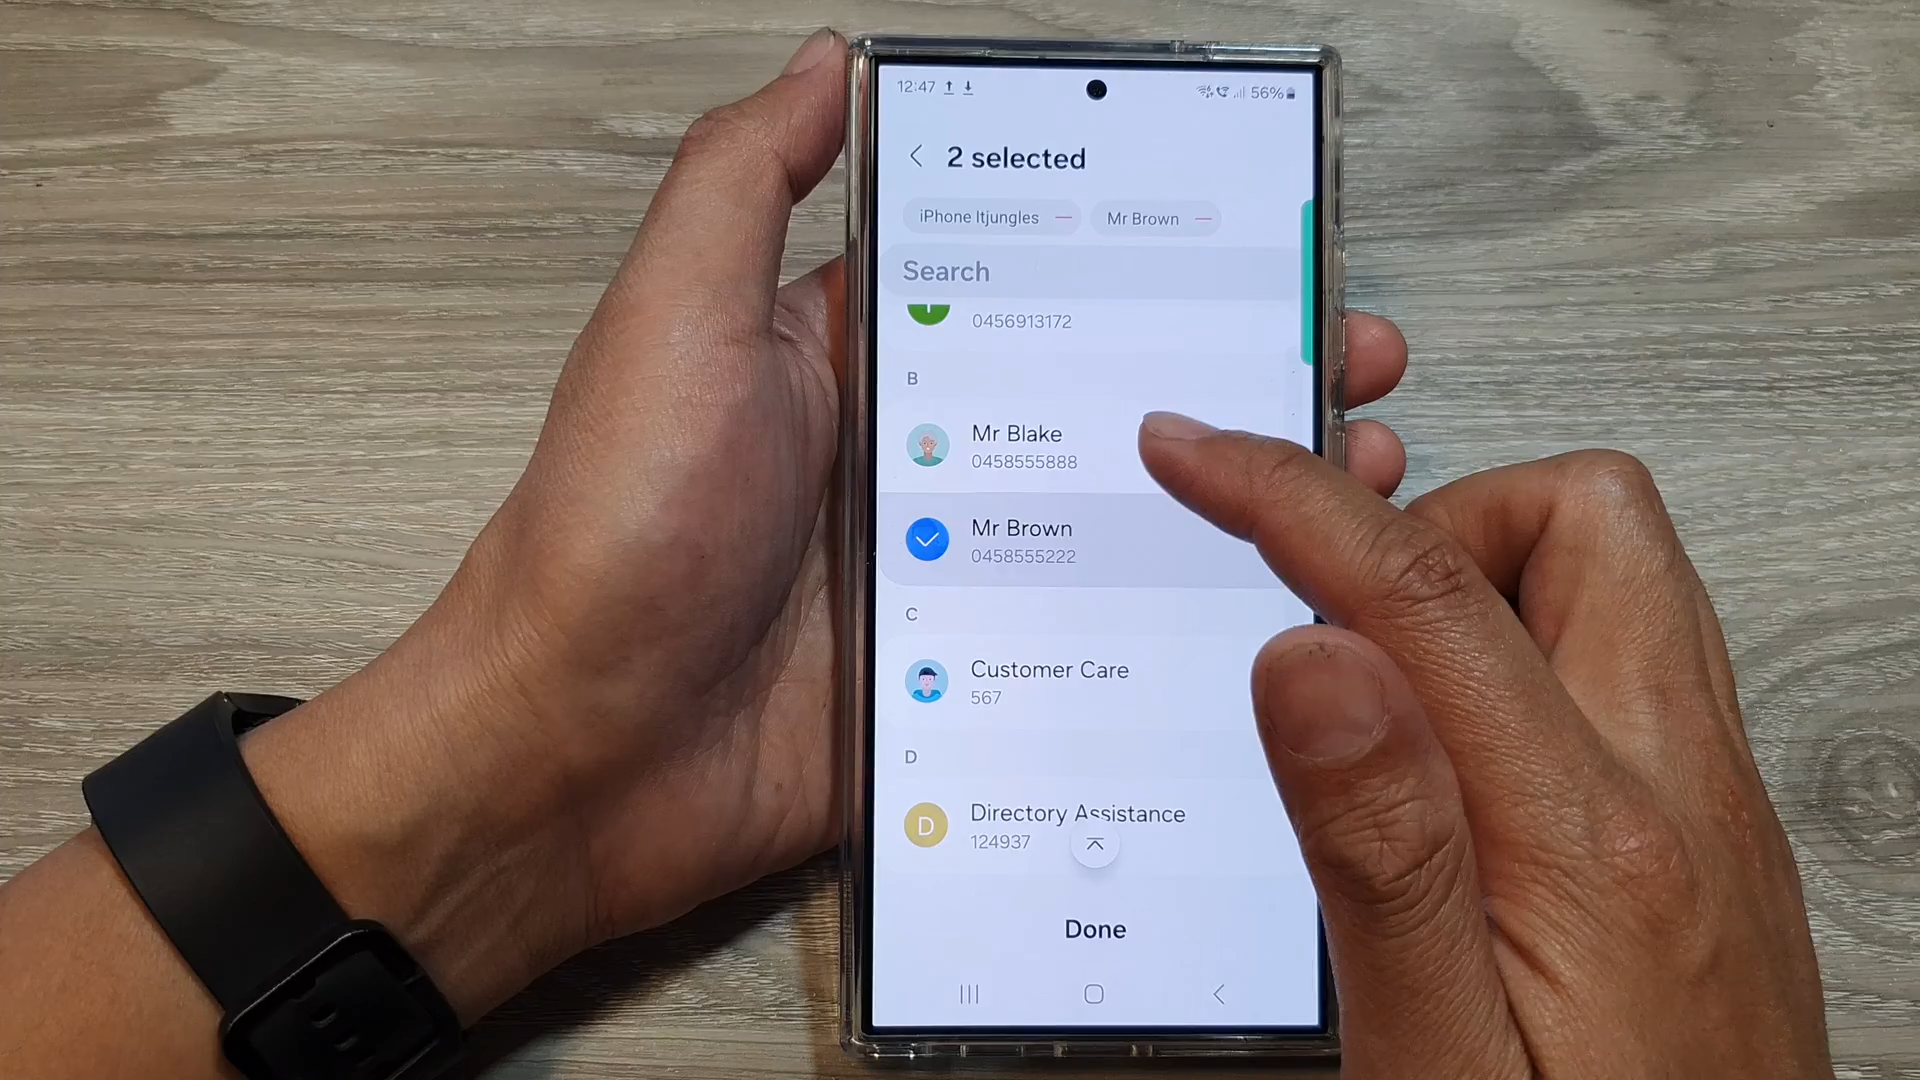 12:47 56%
2 selected
iPhone Itjungles Mr Brown
Search
0456913172
B
Mr Blake
0458555888
Mr Brown
0458555222
C
Customer Care
567
D
D Directory Assistance
124937
Done